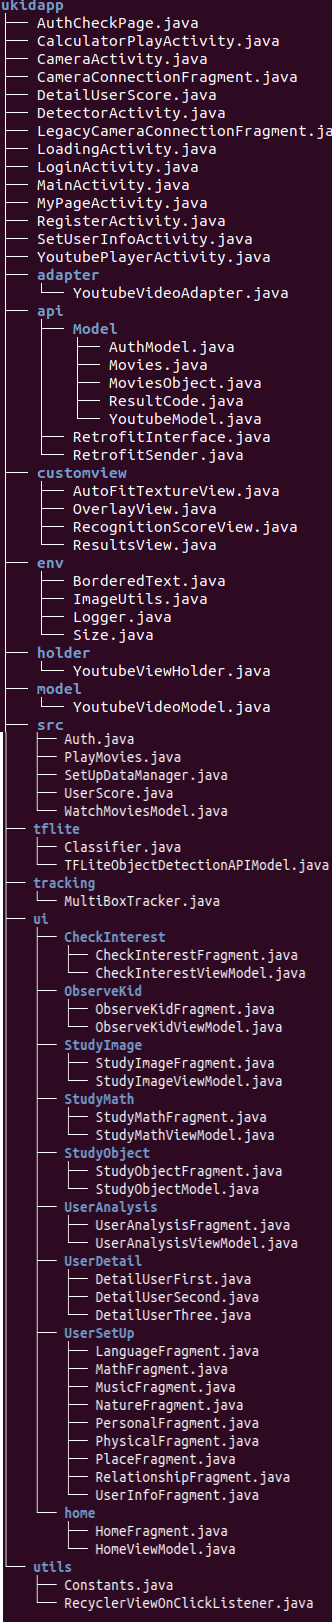 ukidapp
├── AuthCheckPage.java
├── CalculatorPlayActivity.java
├── CameraActivity.java
├── CameraConnectionFragment.java
├── DetailUserScore.java
├── DetectorActivity.java
├── LegacyCameraConnectionFragment.ja
├── LoadingActivity.java
├── LoginActivity.java
├── MainActivity.java
├── MyPageActivity.java
├── RegisterActivity.java
├── SetUserInfoActivity.java
├── YoutubePlayerActivity.java
├── adapter
│   └── YoutubeVideoAdapter.java
├── api
│   ├── Model
│   │   ├── AuthModel.java
│   │   ├── Movies.java
│   │   ├── MoviesObject.java
│   │   ├── ResultCode.java
│   │   └── YoutubeModel.java
│   ├── RetrofitInterface.java
│   └── RetrofitSender.java
├── customview
│   ├── AutoFitTextureView.java
│   ├── OverlayView.java
│   ├── RecognitionScoreView.java
│   └── ResultsView.java
├── env
│   ├── BorderedText.java
│   ├── ImageUtils.java
│   ├── Logger.java
│   └── Size.java
├── holder
│   └── YoutubeViewHolder.java
├── model
│   └── YoutubeVideoModel.java
├── src
│   ├── Auth.java
│   ├── PlayMovies.java
│   ├── SetUpDataManager.java
│   ├── UserScore.java
│   └── WatchMoviesModel.java
├── tflite
│   ├── Classifier.java
│   └── TFLiteObjectDetectionAPIModel.java
├── tracking
│   └── MultiBoxTracker.java
├── ui
│   ├── CheckInterest
│   │   ├── CheckInterestFragment.java
│   │   └── CheckInterestViewModel.java
│   ├── ObserveKid
│   │   ├── ObserveKidFragment.java
│   │   └── ObserveKidViewModel.java
│   ├── StudyImage
│   │   ├── StudyImageFragment.java
│   │   └── StudyImageViewModel.java
│   ├── StudyMath
│   │   ├── StudyMathFragment.java
│   │   └── StudyMathViewModel.java
│   ├── StudyObject
│   │   ├── StudyObjectFragment.java
│   │   └── StudyObjectModel.java
│   ├── UserAnalysis
│   │   ├── UserAnalysisFragment.java
│   │   └── UserAnalysisViewModel.java
│   ├── UserDetail
│   │   ├── DetailUserFirst.java
│   │   ├── DetailUserSecond.java
│   │   └── DetailUserThree.java
│   ├── UserSetUp
│   │   ├── LanguageFragment.java
│   │   ├── MathFragment.java
│   │   ├── MusicFragment.java
│   │   ├── NatureFragment.java
│   │   ├── PersonalFragment.java
│   │   ├── PhysicalFragment.java
│   │   ├── PlaceFragment.java
│   │   ├── RelationshipFragment.java
│   │   └── UserInfoFragment.java
│   └── home
│       ├── HomeFragment.java
│       └── HomeViewModel.java
└── utils
    ├── Constants.java
    └── RecyclerViewOnClickListener.java